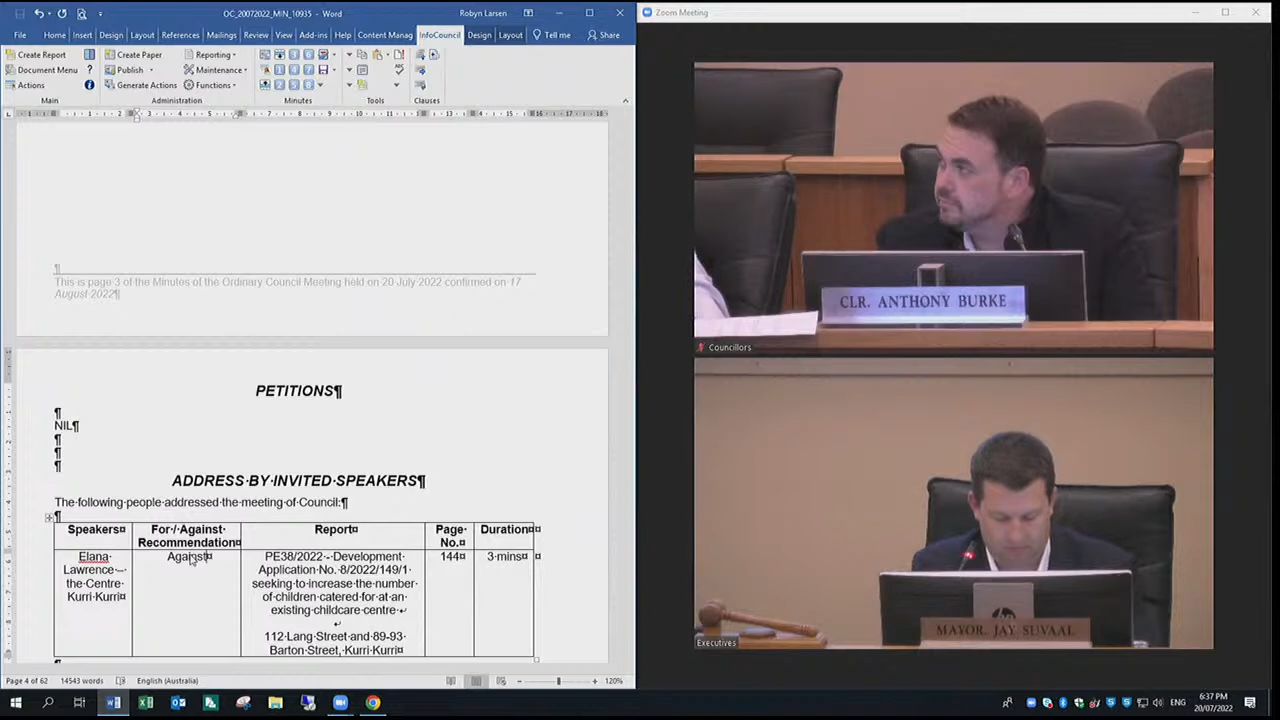 OC_20072022_MIN_10935 - Word
Robyn Larsen
Zoom Meeting
File Home Insert Design Layout References Mailings Review View Add-ins Help Content Manag InfoCouncil Design Layout Tell me Share
Create Report
Document Menu
Actions
Main
Create Paper
Publish
Generate Actions
Reporting
Maintenance
Functions
Administration
Minutes
Tools
Clauses
This is page 3 of the Minutes of the Ordinary Council Meeting held on 20 July 2022 confirmed on 17
August 2022¶
PETITIONS¶
¶
NIL¶
¶
¶
¶
ADDRESS·BY·INVITED·SPEAKERS¶
The·following·people·addressed·the·meeting·of·Council:¶
¶
Speakers¤
For·/·Against·
Recommendation¤
Report¤
Page·
No.¤
Duration¤
Elana·
Lawrence·–·
the·Centre·
Kurri·Kurri¤
Against¤
PE38/2022·-·Development·
Application·No.·8/2022/149/1·
seeking·to·increase·the·number·
of·children·catered·for·at·an·
existing·childcare·centre·
112·Lang·Street·and·89-93·
Barton·Street,·Kurri·Kurri¤
144¤
3·mins¤
Page 4 of 62
14543 words
English (Australia)
120%
CLR. ANTHONY BURKE
Councillors
MAYOR. JAY SUVAAL
Executives
ENG
6:37 PM
20/07/2022